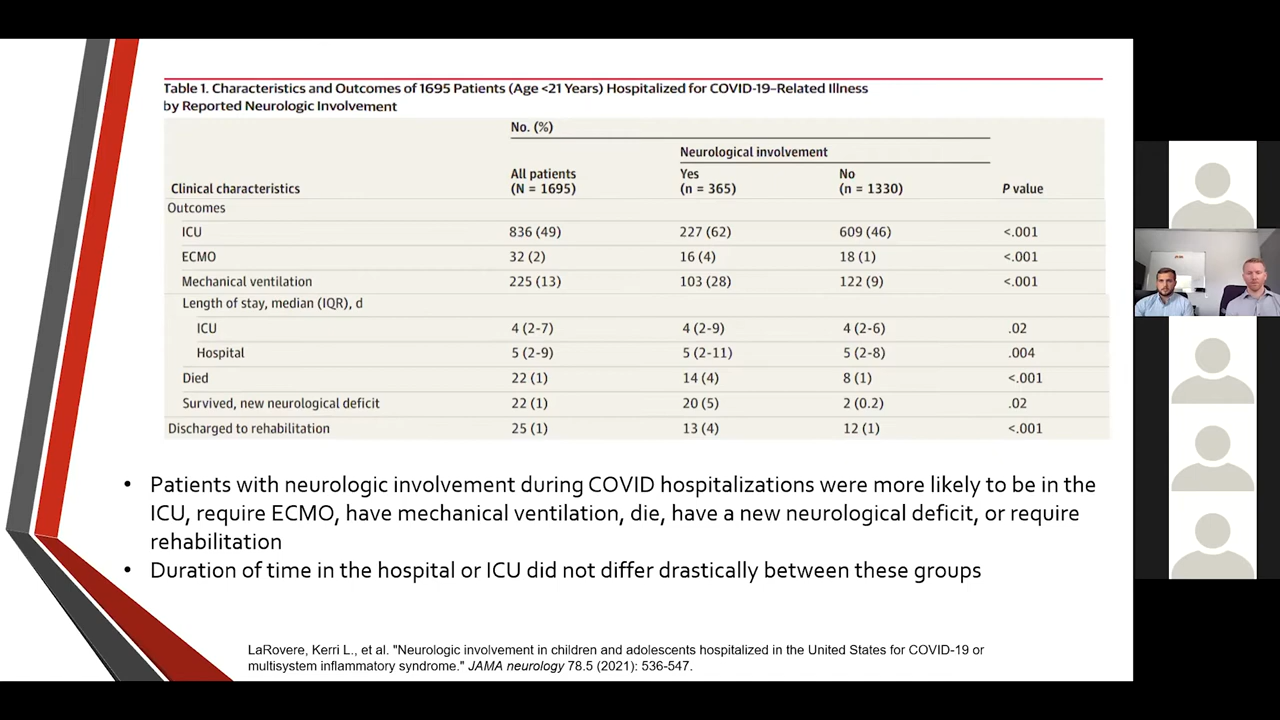 Table 1. Characteristics and Outcomes of 1695 Patients (Age <21 Years) Hospitalized for COVID-19–Related Illness
by Reported Neurologic Involvement
No. (%)
Neurological involvement
All patients Yes No
(N = 1695) (n = 365) (n = 1330)
Clinical characteristics P value
Outcomes
ICU 836 (49) 227 (62) 609 (46) <.001
ECMO 32 (2) 16 (4) 18 (1) <.001
Mechanical ventilation 225 (13) 103 (28) 122 (9) <.001
Length of stay, median (IQR), d
ICU 4 (2-7) 4 (2-9) 4 (2-6) .02
Hospital 5 (2-9) 5 (2-11) 5 (2-8) .004
Died 22 (1) 14 (4) 8 (1) <.001
Survived, new neurological deficit 22 (1) 20 (5) 2 (0.2) .02
Discharged to rehabilitation 25 (1) 13 (4) 12 (1) <.001
• Patients with neurologic involvement during COVID hospitalizations were more likely to be in the
ICU, require ECMO, have mechanical ventilation, die, have a new neurological deficit, or require
rehabilitation
• Duration of time in the hospital or ICU did not differ drastically between these groups
LaRovere, Kerri L., et al. "Neurologic involvement in children and adolescents hospitalized in the United States for COVID-19 or
multisystem inflammatory syndrome." JAMA neurology 78.5 (2021): 536-547.